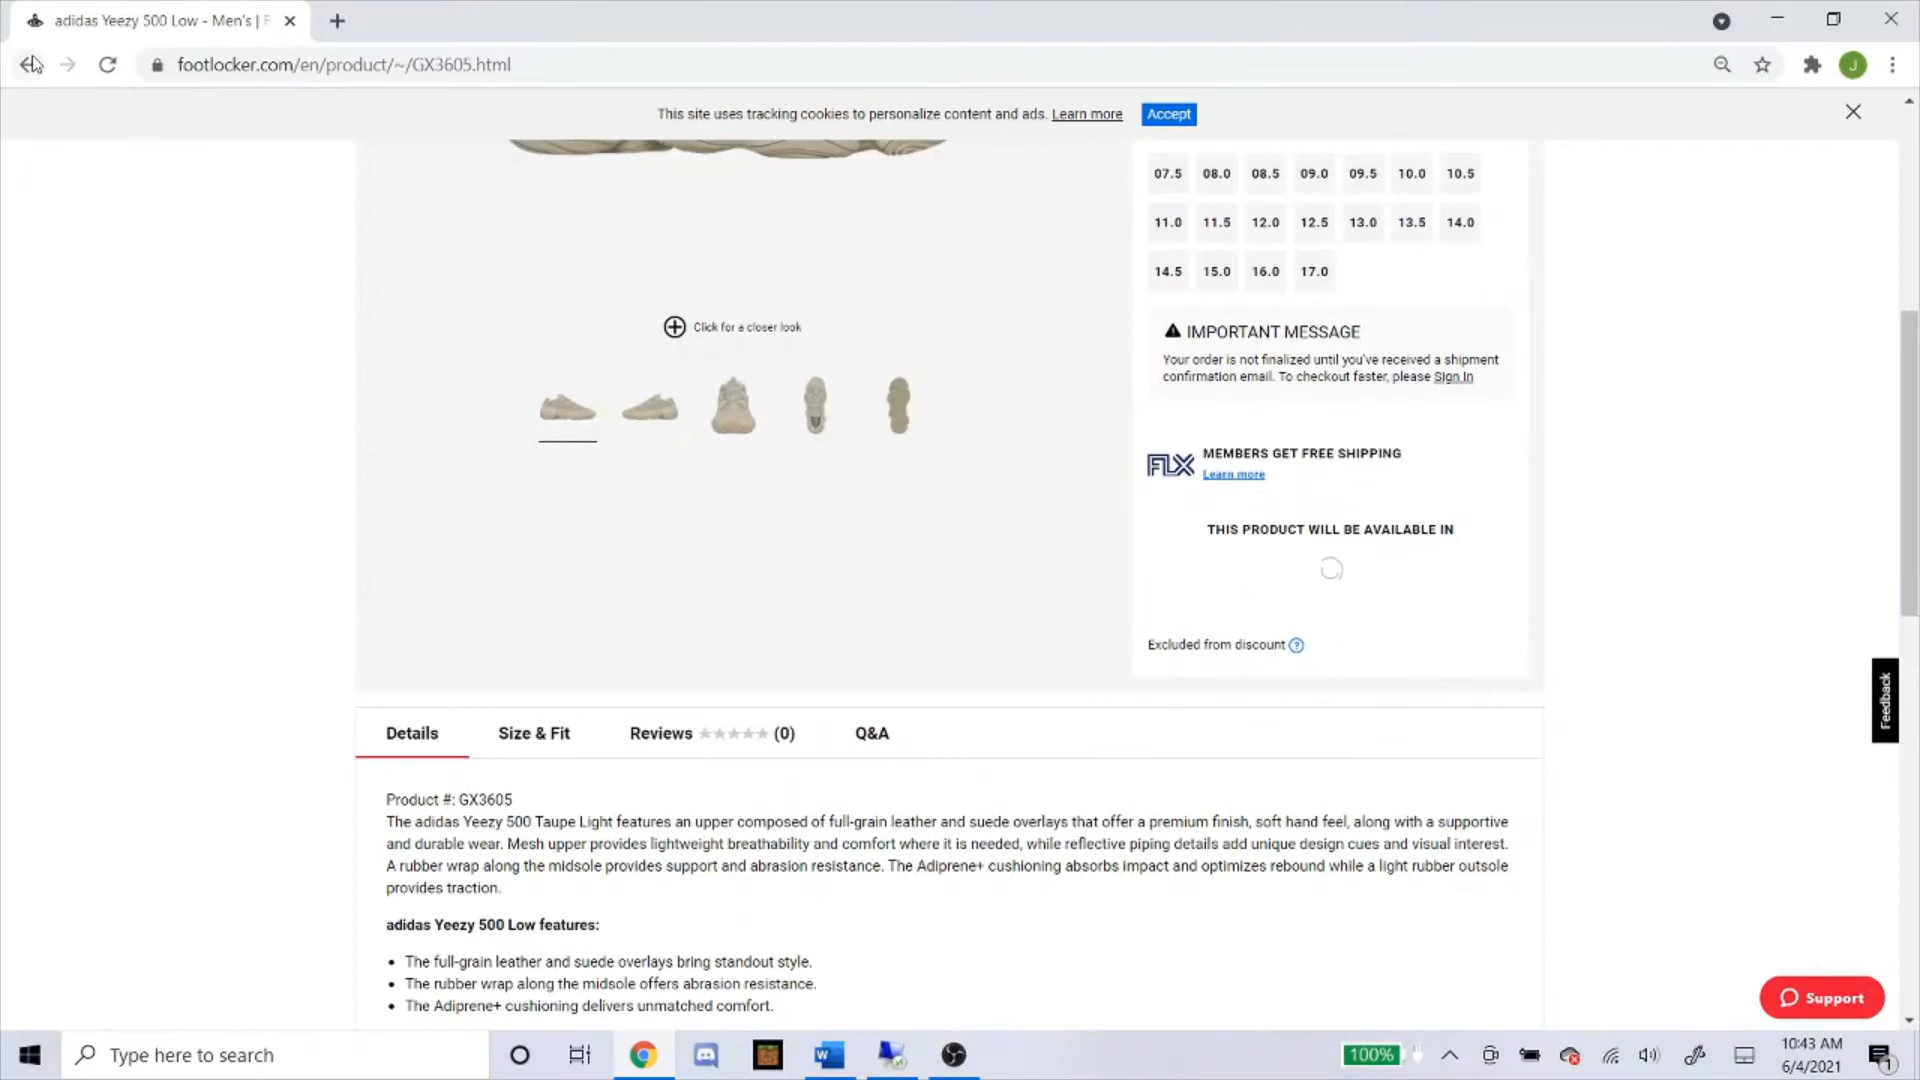 adidas Yeezy 500 Low - Men's | F
footlocker.com/en/product/~/GX3605.html
J
This site uses tracking cookies to personalize content and ads. Learn more
Accept
07.5 08.0 08.5 09.0 09.5 10.0 10.5
11.0 11.5 12.0 12.5 13.0 13.5 14.0
14.5 15.0 16.0 17.0
Click for a closer look
IMPORTANT MESSAGE
Your order is not finalized until you've received a shipment
confirmation email. To checkout faster, please Sign In
FLX
MEMBERS GET FREE SHIPPING
Learn more
THIS PRODUCT WILL BE AVAILABLE IN
Excluded from discount ?
Feedback
Details Size & Fit Reviews (0) Q&A
Product #: GX3605
The adidas Yeezy 500 Taupe Light features an upper composed of full-grain leather and suede overlays that offer a premium finish, soft hand feel, along with a supportive
and durable wear. Mesh upper provides lightweight breathability and comfort where it is needed, while reflective piping details add unique design cues and visual interest.
A rubber wrap along the midsole provides support and abrasion resistance. The Adiprene+ cushioning absorbs impact and optimizes rebound while a light rubber outsole
provides traction.
adidas Yeezy 500 Low features:
• The full-grain leather and suede overlays bring standout style.
• The rubber wrap along the midsole offers abrasion resistance.
• The Adiprene+ cushioning delivers unmatched comfort.
Support
Type here to search
W
100%
10:43 AM
6/4/2021
1